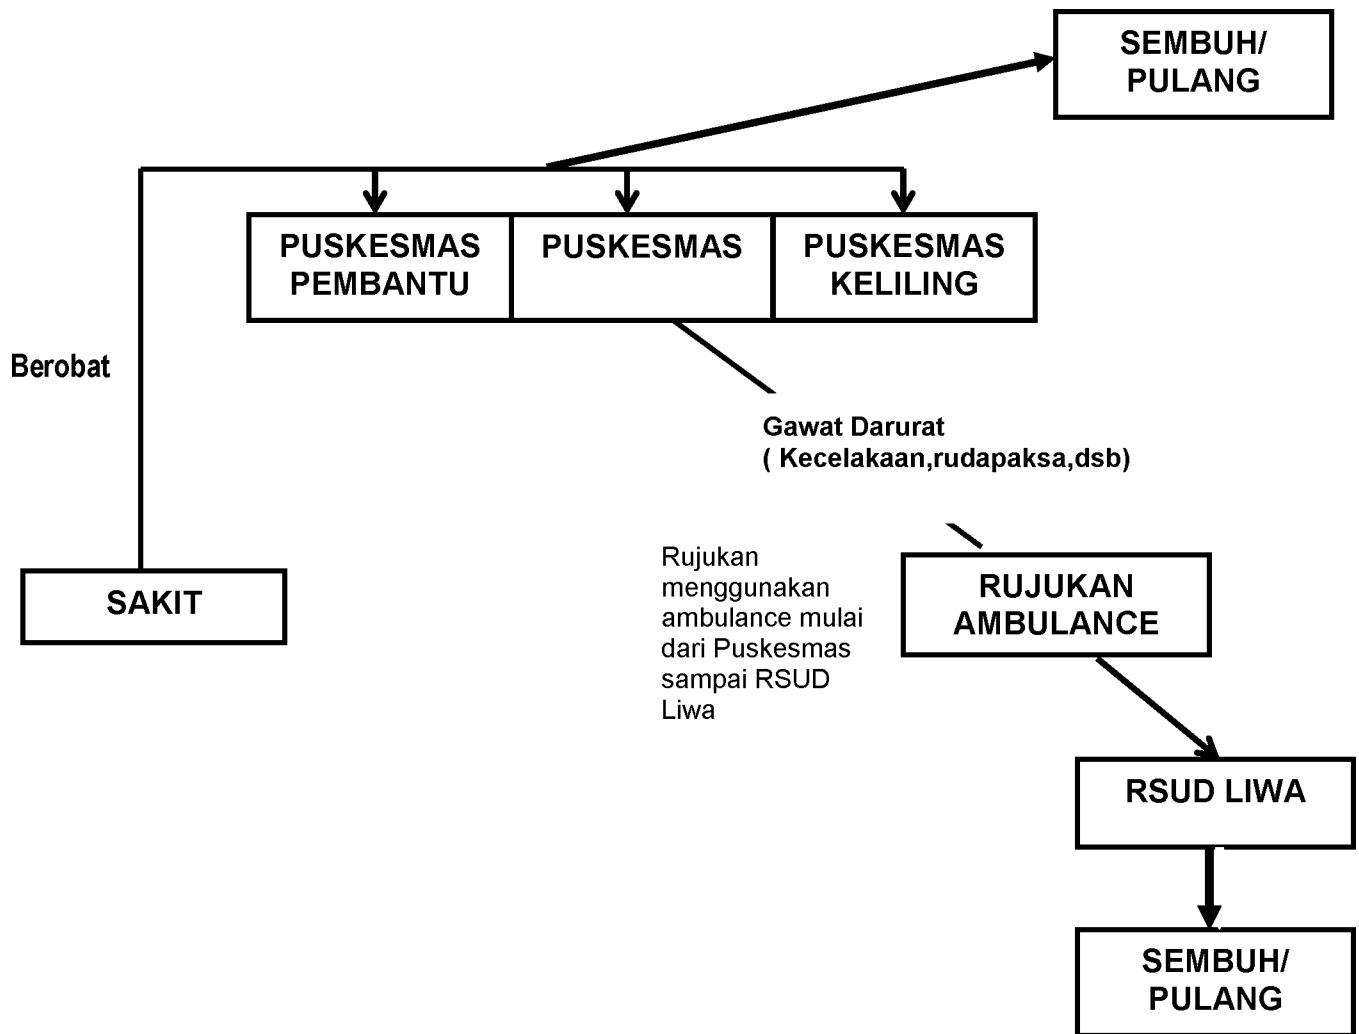 SEMBUH/
PULANG
PUSKESMAS
PEMBANTU
PUSKESMAS
PUSKESMAS
KELILING
Berobat
Gawat Darurat
( Kecelakaan,rudapaksa,dsb)
SAKIT
Rujukan
menggunakan
ambulance mulai
dari Puskesmas
sampai RSUD
Liwa
RUJUKAN
AMBULANCE
RSUD LIWA
SEMBUH/
PULANG